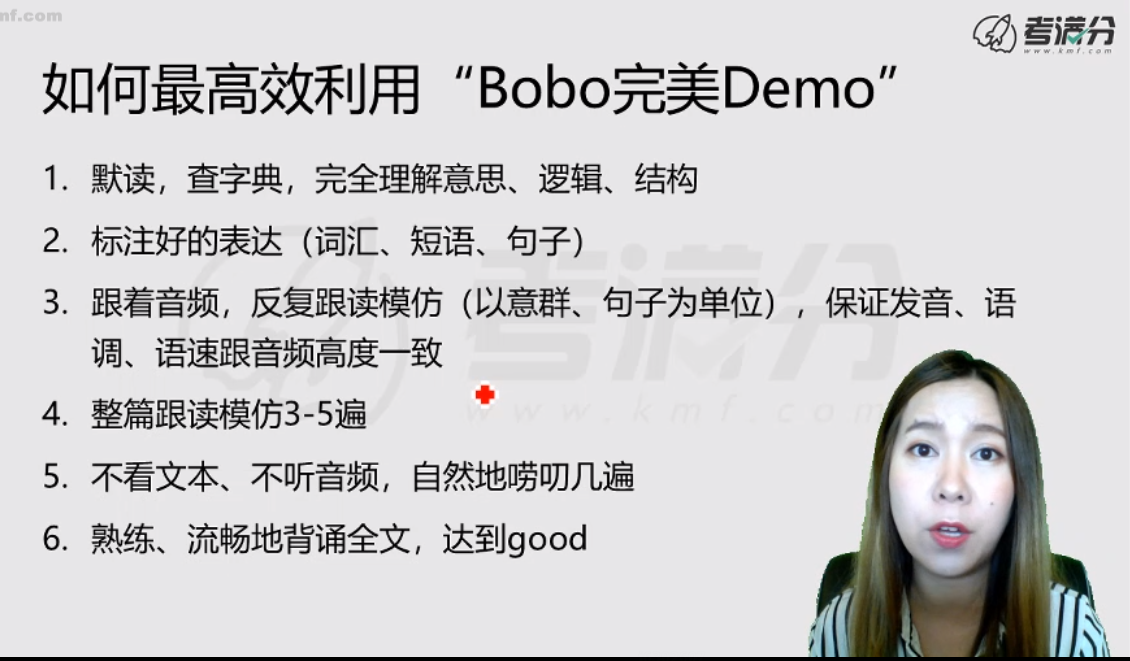 mf.com
考满分
www.kmf.com
如何最高效利用“Bobo完美Demo”
1. 默读，查字典，完全理解意思、逻辑、结构
2. 标注好的表达（词汇、短语、句子）
3. 跟着音频，反复跟读模仿（以意群、句子为单位），保证发音、语
调、语速跟音频高度一致
4. 整篇跟读模仿3-5遍
5. 不看文本、不听音频，自然地唠叨几遍
6. 熟练、流畅地背诵全文，达到good
考满分
www.kmf.com